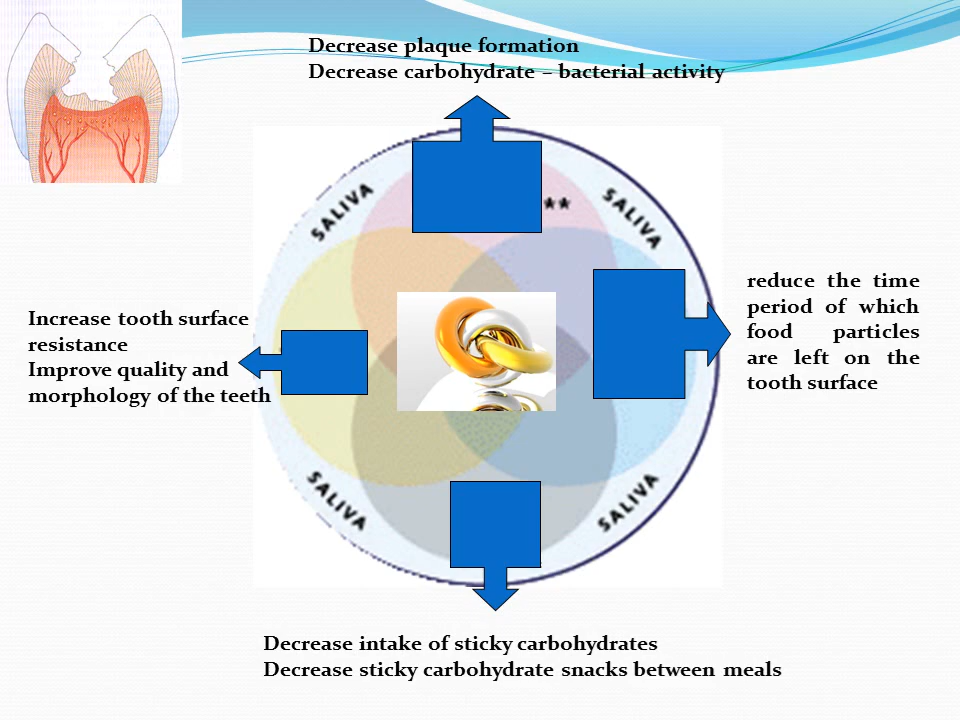 Decrease plaque formation
Decrease carbohydrate – bacterial activity
SALIVA
**
SALIVA
Increase tooth surface
resistance
Improve quality and
morphology of the teeth
reduce the time
period of which
food particles
are left on the
tooth surface
SALIVA
SALIVA
Decrease intake of sticky carbohydrates
Decrease sticky carbohydrate snacks between meals